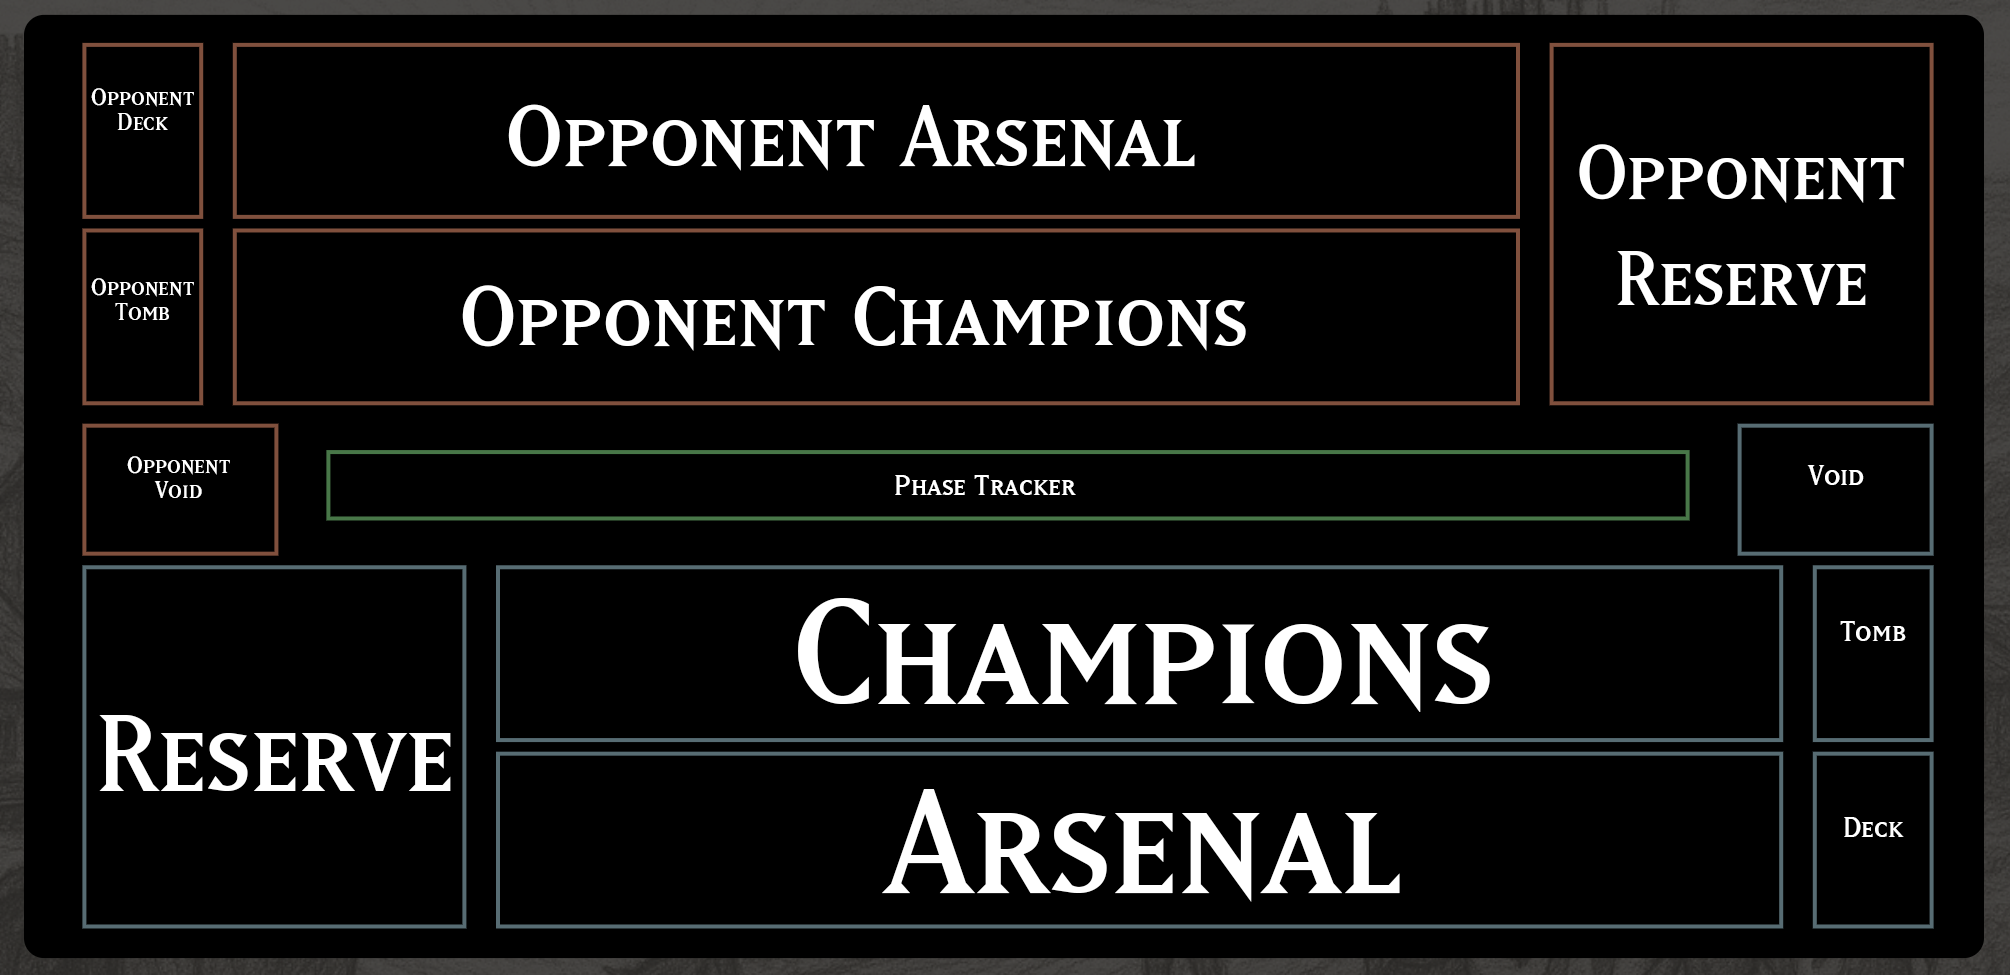 Opponent
Deck
Opponent Arsenal
Opponent
Reserve
Opponent
Tomb
Opponent Champions
Opponent
Void
Phase Tracker
Void
Reserve
Champions
Tomb
Arsenal
Deck